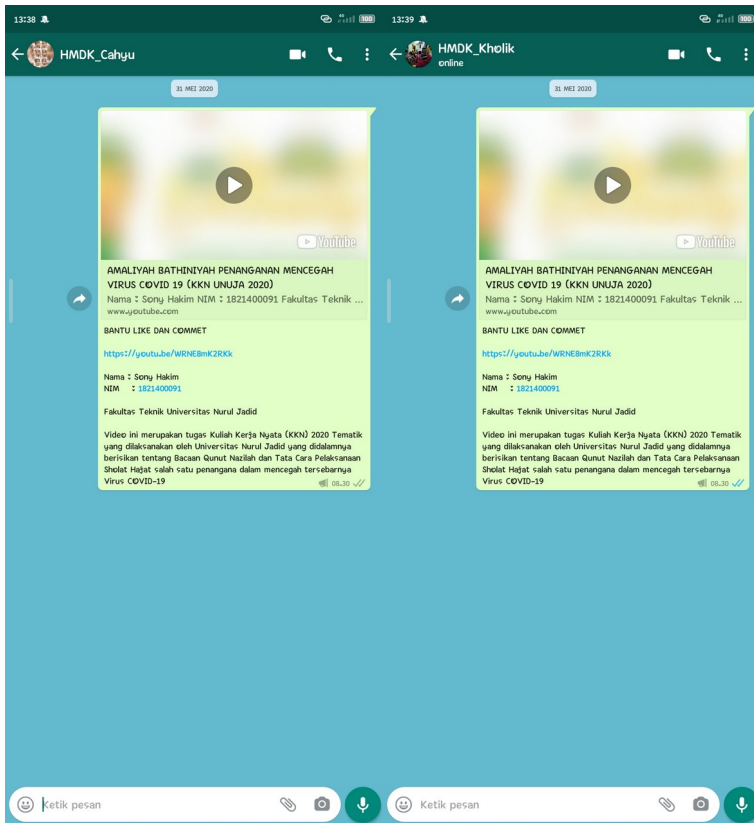 13:38
100
HMDK_Cahyu
31 MEI 2020
YouTube
AMALIYAH BATHINIYAH PENANGANAN MENCEGAH
VIRUS COVID 19 (KKN UNUJA 2020)
Nama : Sony Hakim NIM : 1821400091 Fakultas Teknik ...
www.youtube.com
BANTU LIKE DAN COMMET
https://youtu.be/WRNE8mK2RKk
Nama : Sony Hakim
NIM : 1821400091
Fakultas Teknik Universitas Nurul Jadid
Video ini merupakan tugas Kuliah Kerja Nyata (KKN) 2020 Tematik
yang dilaksanakan oleh Universitas Nurul Jadid yang didalamnya
berisikan tentang Bacaan Qunut Nazilah dan Tata Cara Pelaksanaan
Sholat Hajat salah satu penangana dalam mencegah tersebarnya
Virus COVID-19
08.30
Ketik pesan
13:39
100
HMDK_Kholik
online
31 MEI 2020
YouTube
AMALIYAH BATHINIYAH PENANGANAN MENCEGAH
VIRUS COVID 19 (KKN UNUJA 2020)
Nama : Sony Hakim NIM : 1821400091 Fakultas Teknik ...
www.youtube.com
BANTU LIKE DAN COMMET
https://youtu.be/WRNE8mK2RKk
Nama : Sony Hakim
NIM : 1821400091
Fakultas Teknik Universitas Nurul Jadid
Video ini merupakan tugas Kuliah Kerja Nyata (KKN) 2020 Tematik
yang dilaksanakan oleh Universitas Nurul Jadid yang didalamnya
berisikan tentang Bacaan Qunut Nazilah dan Tata Cara Pelaksanaan
Sholat Hajat salah satu penangana dalam mencegah tersebarnya
Virus COVID-19
08.30
Ketik pesan